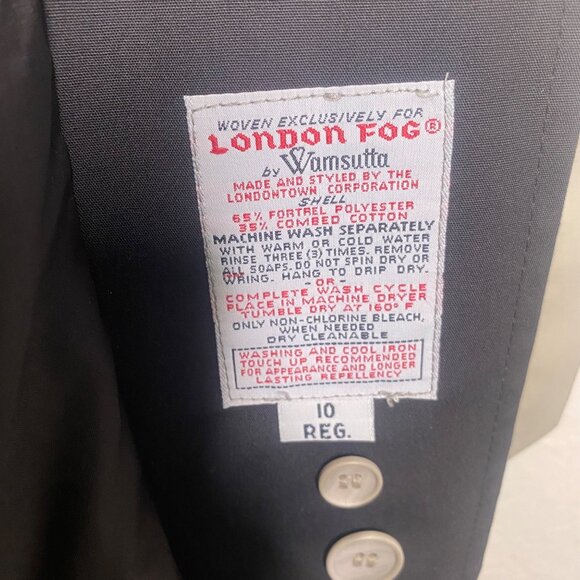 WOVEN EXCLUSIVELY FOR
LONDON FOG®
by Wamsutta
MADE AND STYLED BY THE
LONDONTOWN CORPORATION
SHELL
65% FORTREL POLYESTER
35% COMBED COTTON
MACHINE WASH SEPARATELY
WITH WARM OR COLD WATER
RINSE THREE (3) TIMES. REMOVE
ALL SOAPS. DO NOT SPIN DRY OR
WRING. HANG TO DRIP DRY.
-OR-
COMPLETE WASH CYCLE
PLACE IN MACHINE DRYER
TUMBLE DRY AT 160° F
ONLY NON-CHLORINE BLEACH,
WHEN NEEDED
DRY CLEANABLE
WASHING AND COOL IRON
TOUCH UP RECOMMENDED
FOR APPEARANCE AND LONGER
LASTING REPELLENCY
10
REG.